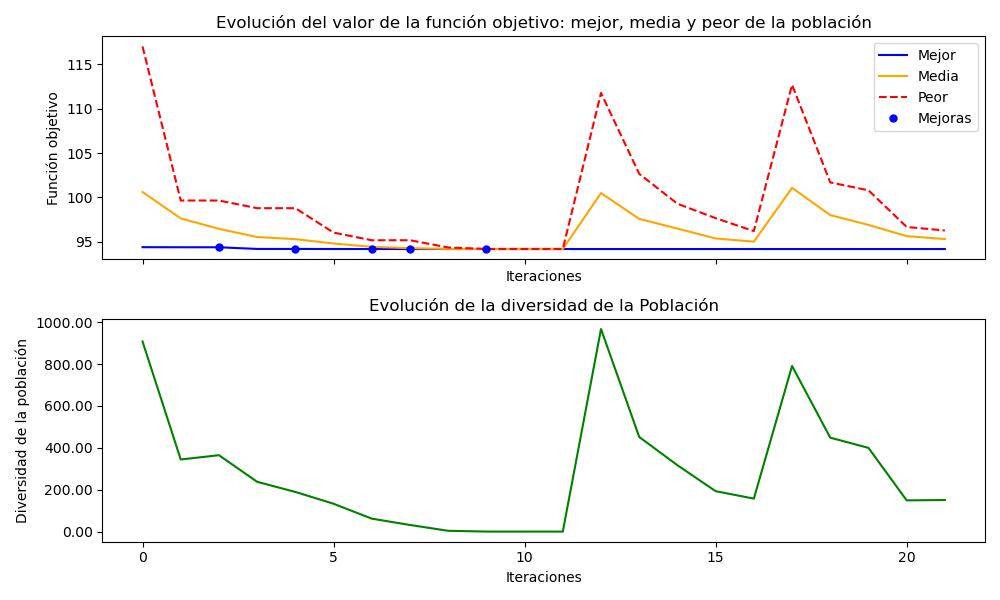 Evolución del valor de la función objetivo: mejor, media y peor de la población
Función objetivo
115
110
105
100
95
Mejor
Media
Peor
Mejoras
Iteraciones
Evolución de la diversidad de la Población
Diversidad de la población
1000.00
800.00
600.00
400.00
200.00
0.00
0
5
10
15
20
Iteraciones